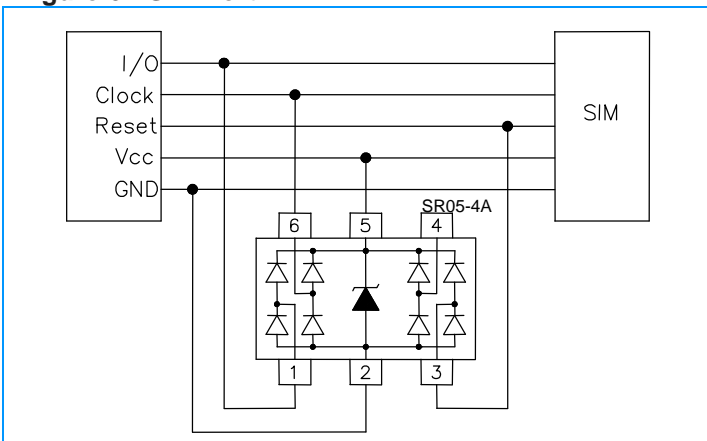 I/O
Clock
Reset
Vcc
GND
SIM
SR05-4A
6
5
4
1
2
3